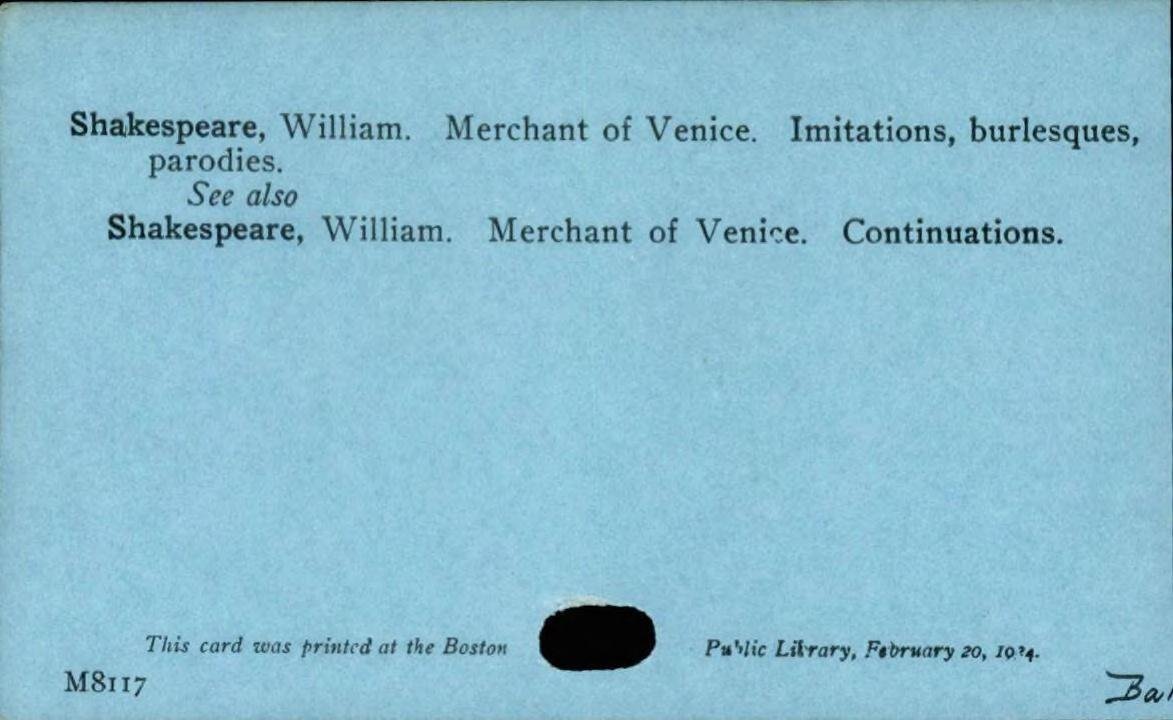 Shakespeare, William. Merchant of Venice. Imitations, burlesques,
parodies.
See also
Shakespeare, William. Merchant of Venice. Continuations.
This card was printed at the Boston Public Library, February 20,
M8117